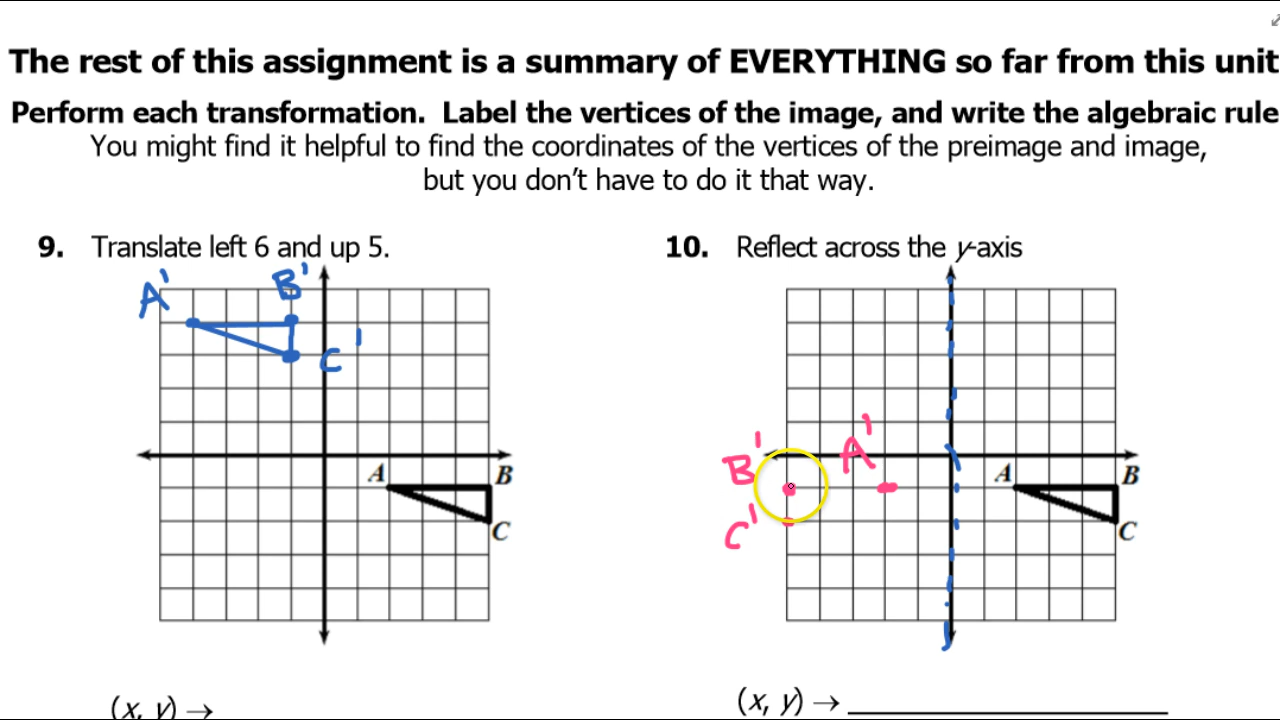 The rest of this assignment is a summary of EVERYTHING so far from this unit
Perform each transformation. Label the vertices of the image, and write the algebraic rule
You might find it helpful to find the coordinates of the vertices of the preimage and image,
but you don't have to do it that way.
9. Translate left 6 and up 5.
A' B'
C'
A B
C
(x, y) →
10. Reflect across the y-axis
B' A'
C'
A B
C
(x, y) → ____________________